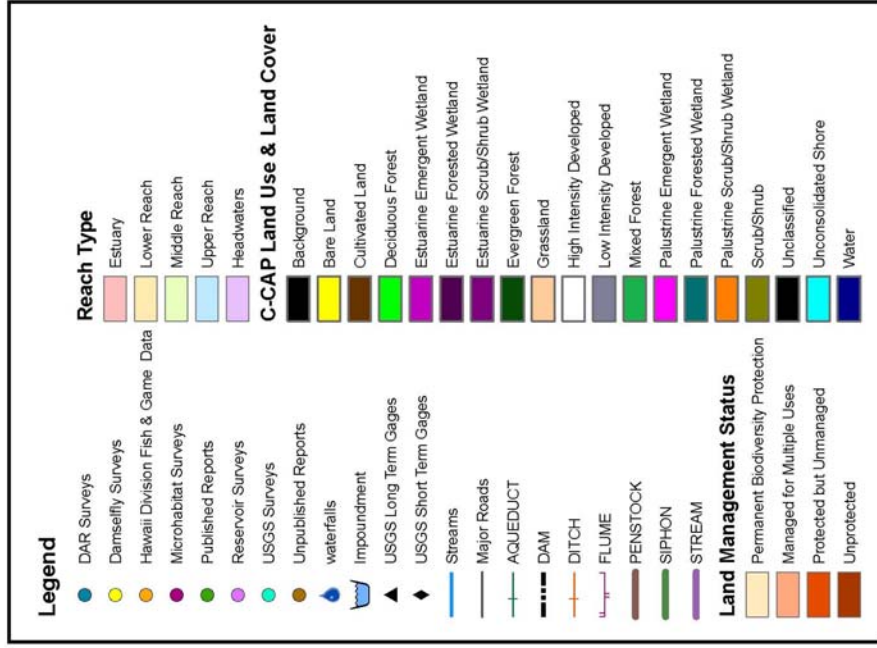 Legend
DAR Surveys
Damselfly Surveys
Hawaii Division Fish & Game Data
Microhabitat Surveys
Published Reports
Reservoir Surveys
USGS Surveys
Unpublished Reports
waterfalls
Impoundment
USGS Long Term Gages
USGS Short Term Gages
Streams
Major Roads
AQUEDUCT
DAM
DITCH
FLUME
PENSTOCK
SIPHON
STREAM
Land Management Status
Permanent Biodiversity Protection
Managed for Multiple Uses
Protected but Unmanaged
Unprotected
Reach Type
Estuary
Lower Reach
Middle Reach
Upper Reach
Headwaters
C-CAP Land Use & Land Cover
Background
Bare Land
Cultivated Land
Deciduous Forest
Estuarine Emergent Wetland
Estuarine Forested Wetland
Estuarine Scrub/Shrub Wetland
Evergreen Forest
Grassland
High Intensity Developed
Low Intensity Developed
Mixed Forest
Palustrine Emergent Wetland
Palustrine Forested Wetland
Palustrine Scrub/Shrub Wetland
Scrub/Shrub
Unclassified
Unconsolidated Shore
Water